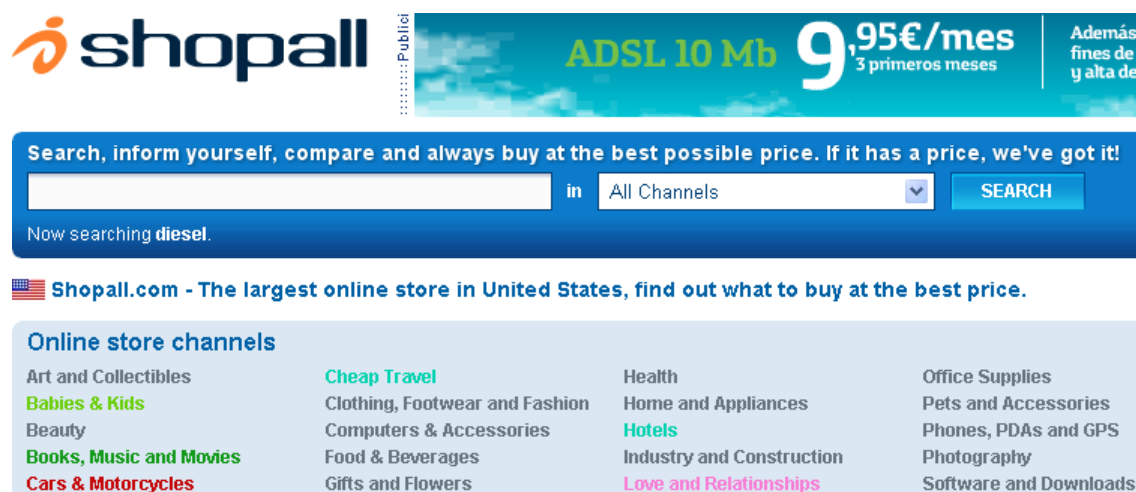 shopall
Publici
ADSL 10 Mb 9,95€/mes
3 primeros meses
Además
fines de
y alta de
Search, inform yourself, compare and always buy at the best possible price. If it has a price, we've got it!
in All Channels SEARCH
Now searching diesel.
Shopall.com - The largest online store in United States, find out what to buy at the best price.
Online store channels
Art and Collectibles Cheap Travel Health Office Supplies
Babies & Kids Clothing, Footwear and Fashion Home and Appliances Pets and Accessories
Beauty Computers & Accessories Hotels Phones, PDAs and GPS
Books, Music and Movies Food & Beverages Industry and Construction Photography
Cars & Motorcycles Gifts and Flowers Love and Relationships Software and Downloads